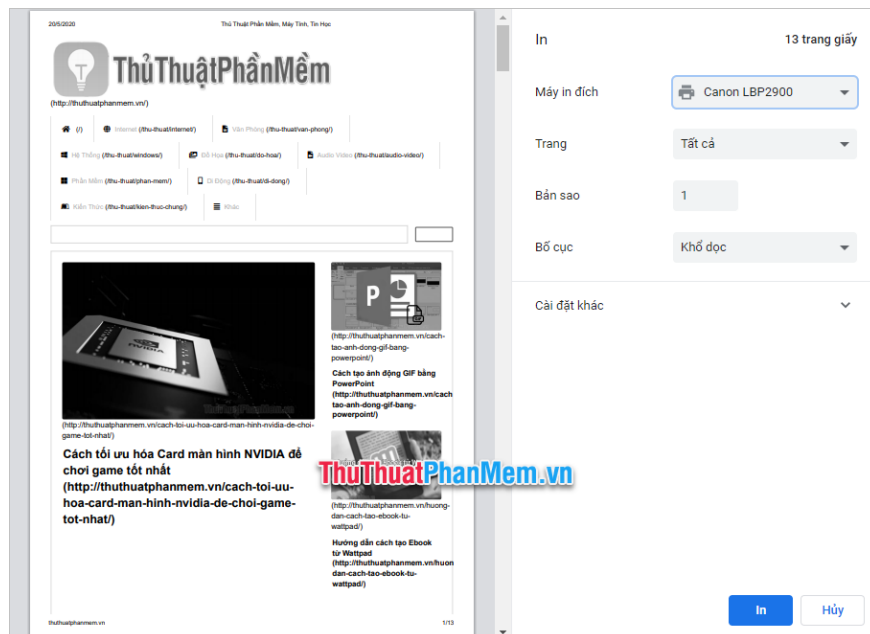 20/5/2020 Thủ Thuật Phần Mềm, Máy Tính, Tin Học
ThủThuậtPhầnMềm
(http://thuthuatphanmem.vn/)
(/) Internet (/thu-thuat/internet/) Văn Phòng (/thu-thuat/van-phong/)
Hệ Thống (/thu-thuat/windows/) Đồ Họa (/thu-thuat/do-hoa/) Audio Video (/thu-thuat/audio-video/)
Phần Mềm (/thu-thuat/phan-mem/) Di Động (/thu-thuat/di-dong/)
Kiến Thức (/thu-thuat/kien-thuc-chung/) Khác
NVIDIA
ThuThuatPhanMem.vn
(http://thuthuatphanmem.vn/cach-toi-uu-hoa-card-man-hinh-nvidia-de-choi-
game-tot-nhat/)
Cách tối ưu hóa Card màn hình NVIDIA để
chơi game tốt nhất
(http://thuthuatphanmem.vn/cach-toi-uu-
hoa-card-man-hinh-nvidia-de-choi-game-
tot-nhat/)
P
(http://thuthuatphanmem.vn/cach-
tao-anh-dong-gif-bang-
powerpoint/)
Cách tạo ảnh động GIF bằng
PowerPoint
(http://thuthuatphanmem.vn/cach
tao-anh-dong-gif-bang-
powerpoint/)
(http://thuthuatphanmem.vn/huong-
dan-cach-tao-ebook-tu-
wattpad/)
Hướng dẫn cách tạo Ebook
từ Wattpad
(http://thuthuatphanmem.vn/huon
dan-cach-tao-ebook-tu-
wattpad/)
ThuThuatPhanMem.vn
thuthuatphanmem.vn 1/13
In 13 trang giấy
Máy in đích Canon LBP2900
Trang Tất cả
Bản sao 1
Bố cục Khổ dọc
Cài đặt khác
In Hủy